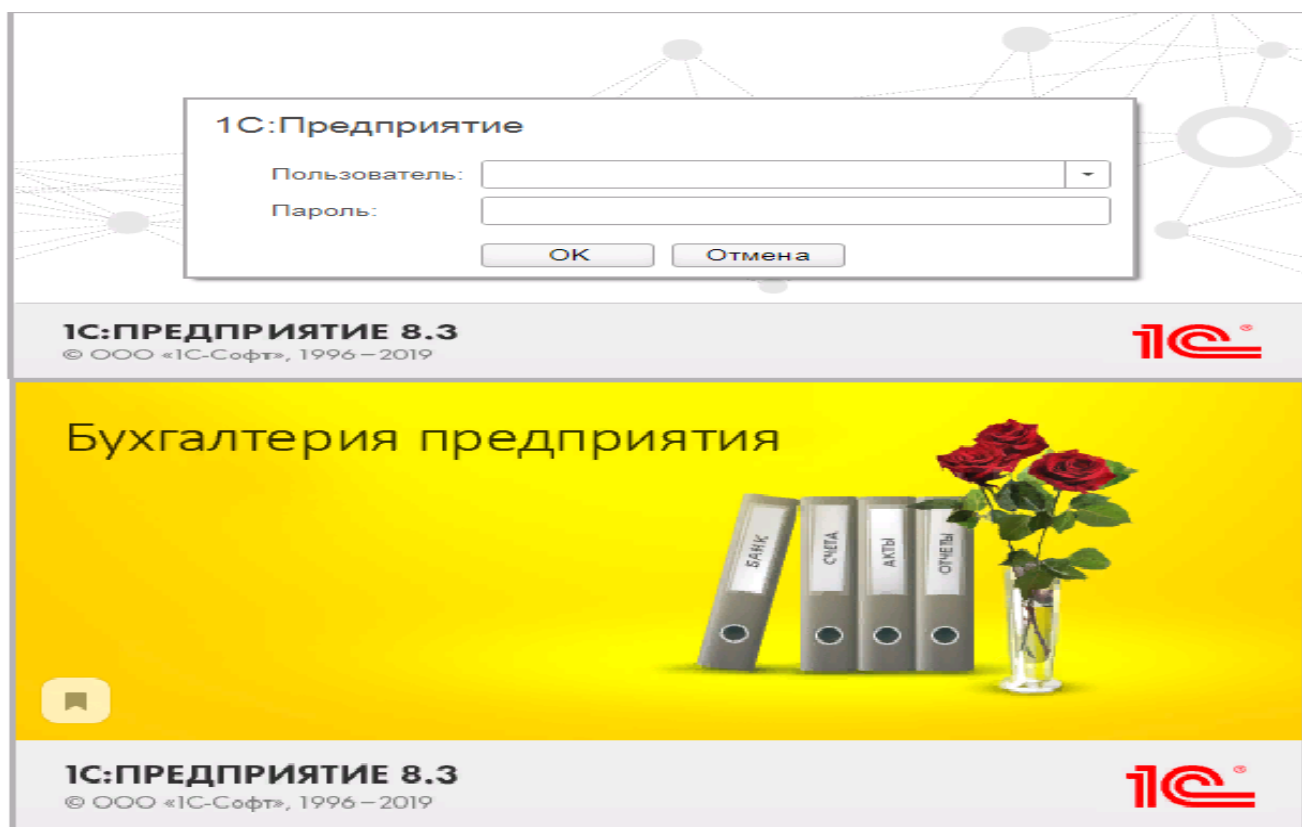 1С:Предприятие
Пользователь:
Пароль:
OK Отмена
1С:ПРЕДПРИЯТИЕ 8.3
© ООО «1С-Софт», 1996 – 2019
1С®
Бухгалтерия предприятия
БАНК СЧЕТА АКТЫ ОТЧЕТЫ
1С:ПРЕДПРИЯТИЕ 8.3
© ООО «1С-Софт», 1996 – 2019
1С®